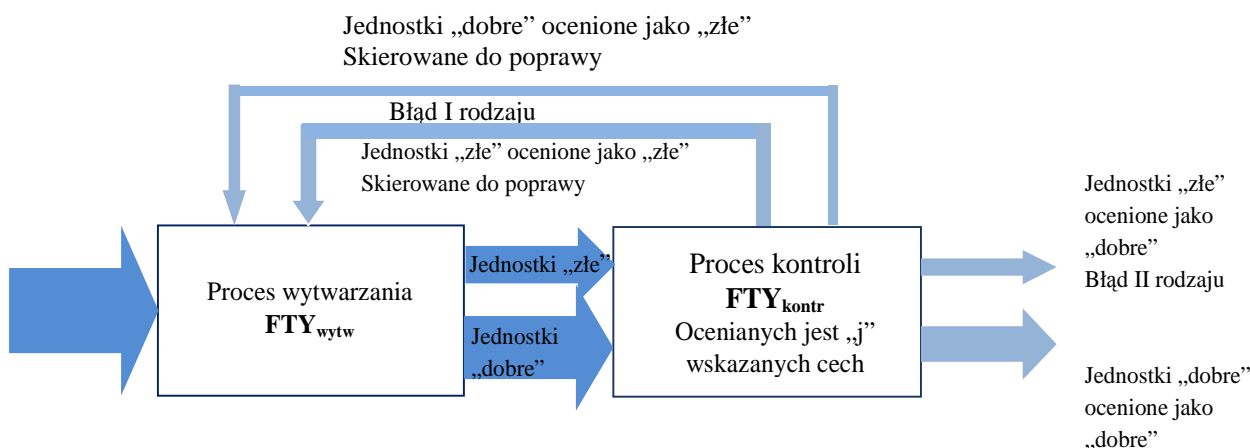 Jednostki „dobre” ocenione jako „złe”
Skierowane do poprawy
Błąd I rodzaju
Jednostki „złe” ocenione jako „złe”
Skierowane do poprawy
Proces wytwarzania
FTYwytw
Jednostki „złe”
Jednostki
„dobre”
Proces kontroli
FTYkontr
Ocenianych jest „j”
wskazanych cech
Jednostki „złe”
ocenione jako
„dobre”
Błąd II rodzaju
Jednostki „dobre”
ocenione jako
„dobre”